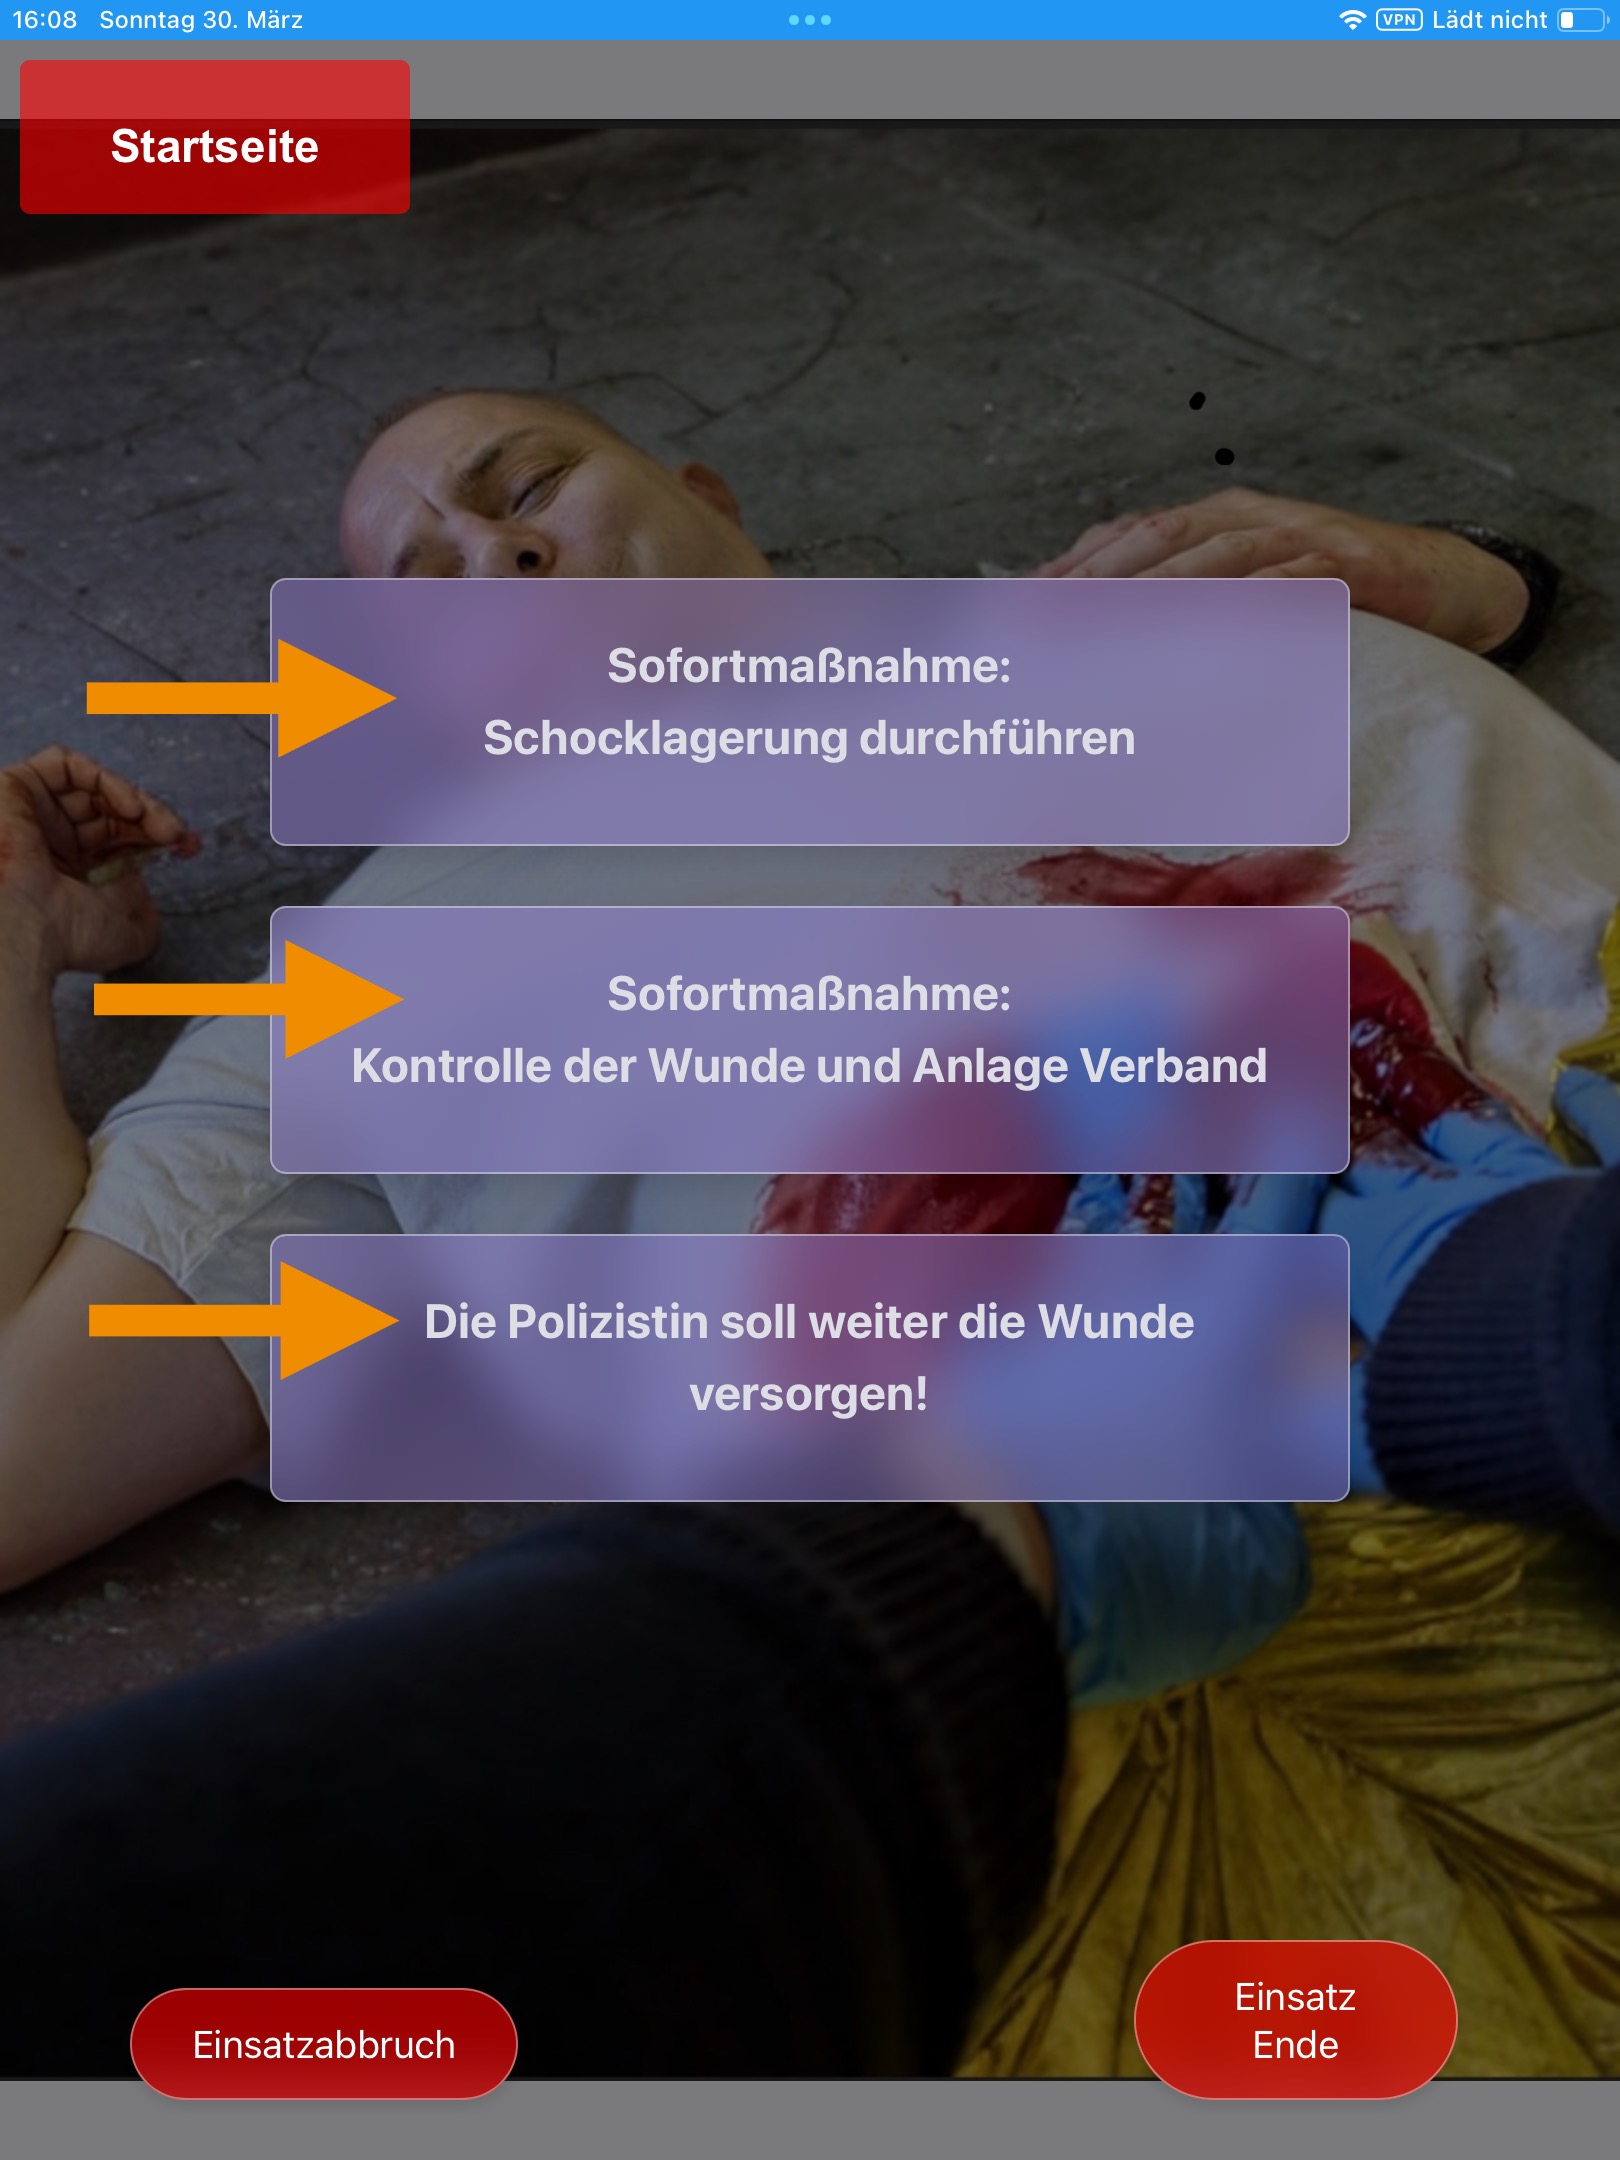 16:08 Sonntag 30. März
VPN Lädt nicht
Startseite
Sofortmaßnahme:
Schocklagerung durchführen
Sofortmaßnahme:
Kontrolle der Wunde und Anlage Verband
Die Polizistin soll weiter die Wunde
versorgen!
Einsatzabbruch
Einsatz
Ende